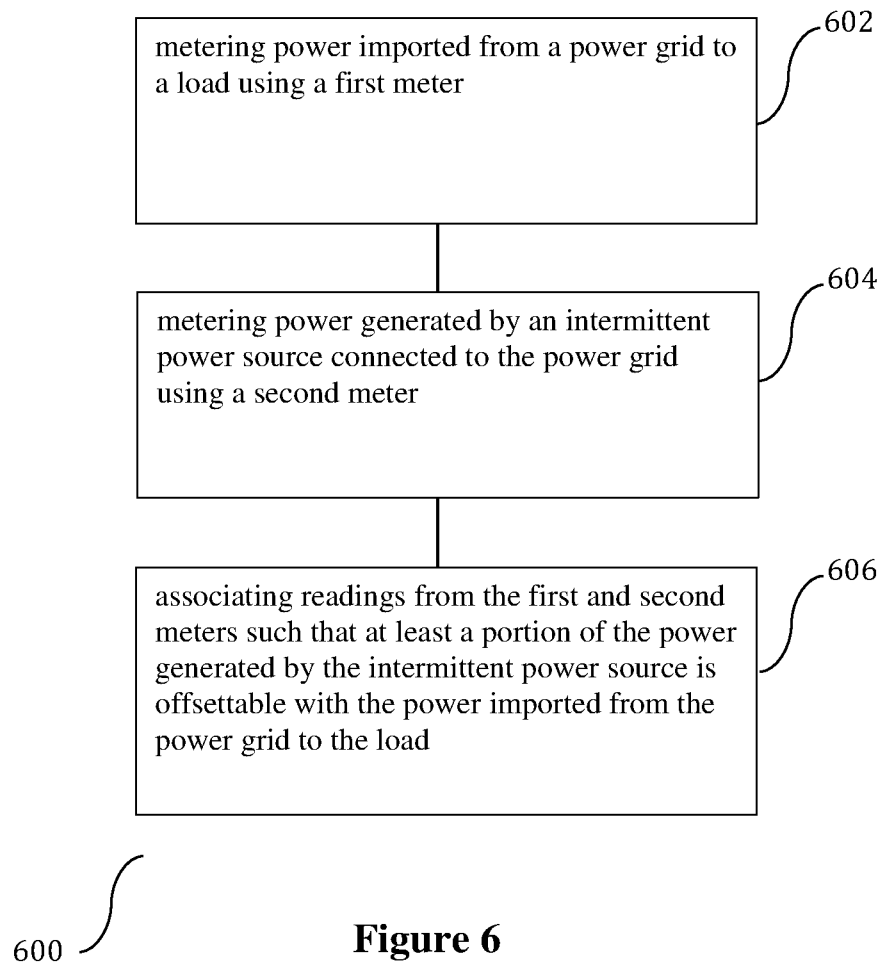 602
metering power imported from a power grid to
a load using a first meter
604
metering power generated by an intermittent
power source connected to the power grid
using a second meter
606
associating readings from the first and second
meters such that at least a portion of the power
generated by the intermittent power source is
offsettable with the power imported from the
power grid to the load
600
Figure 6